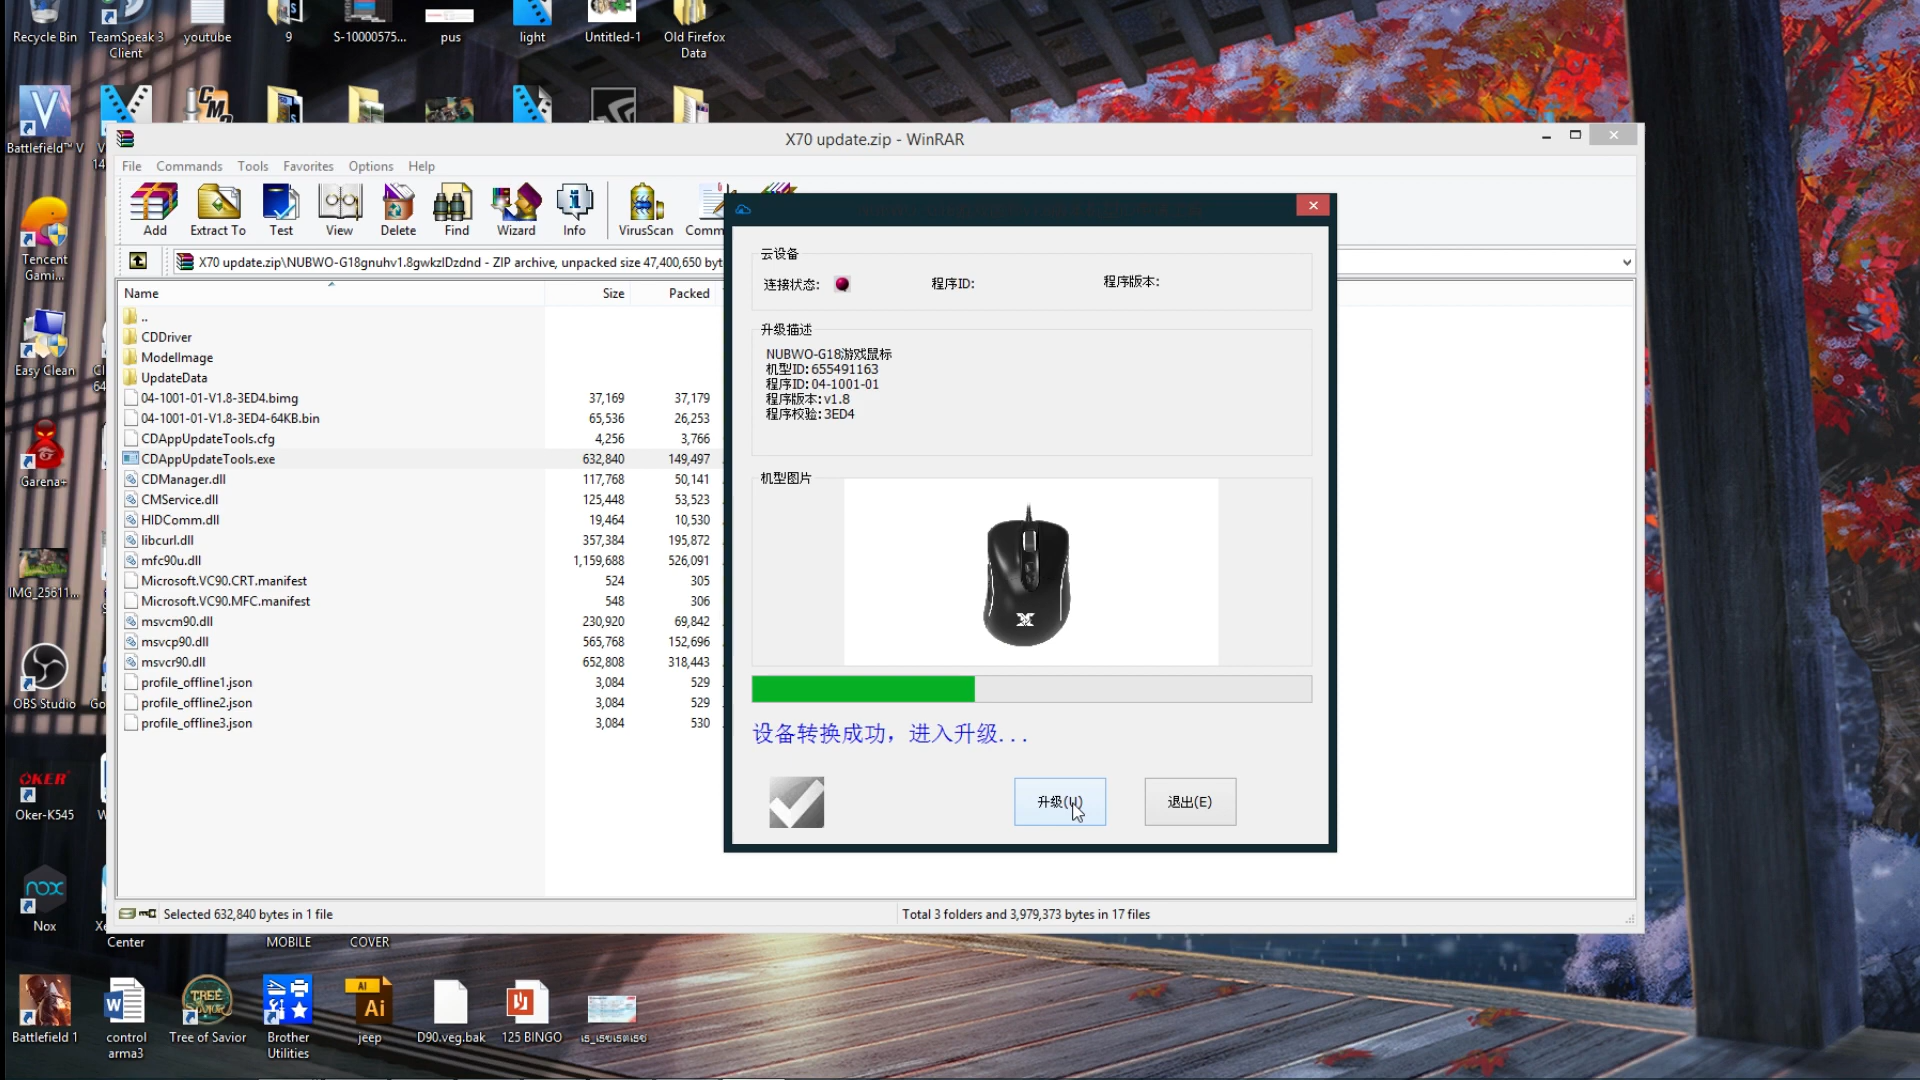 Recycle Bin
TeamSpeak 3
Client
youtube
9
S-10000575...
pus
light
Untitled-1
Old Firefox
Data
Battlefield™ V
X70 update.zip - WinRAR
File Commands Tools Favorites Options Help
Add Extract To Test View Delete Find Wizard Info VirusScan Comm
X70 update.zip\NUBWO-G18gnuhv1.8gwkzlDzdnd - ZIP archive, unpacked size 47,400,650 byt
Name Size Packed
..
CDDriver
ModelImage
UpdateData
04-1001-01-V1.8-3ED4.bimg 37,169 37,179
04-1001-01-V1.8-3ED4-64KB.bin 65,536 26,253
CDAppUpdateTools.cfg 4,256 3,766
CDAppUpdateTools.exe 632,840 149,497
CDManager.dll 117,768 50,141
CMService.dll 125,448 53,523
HIDComm.dll 19,464 10,530
libcurl.dll 357,384 195,872
mfc90u.dll 1,159,688 526,091
Microsoft.VC90.CRT.manifest 524 305
Microsoft.VC90.MFC.manifest 548 306
msvcm90.dll 230,920 69,842
msvcp90.dll 565,768 152,696
msvcr90.dll 652,808 318,443
profile_offline1.json 3,084 529
profile_offline2.json 3,084 529
profile_offline3.json 3,084 530
云设备
连接状态: 程序ID: 程序版本:
升级描述
NUBWO-G18游戏鼠标
机型ID:655491163
程序ID:04-1001-01
程序版本:v1.8
程序校验:3ED4
机型图片
设备转换成功，进入升级...
升级(U) 退出(E)
Selected 632,840 bytes in 1 file
Total 3 folders and 3,979,373 bytes in 17 files
Tencent
Gami...
Easy Clean
Garena+
IMG_25611...
OBS Studio
OKER
Oker-K545
nox
Nox
Center
MOBILE
COVER
Battlefield 1
control
arma3
TREE
SAVIOR
Tree of Savior
Brother
Utilities
Ai
jeep
D90.veg.bak
125 BINGO